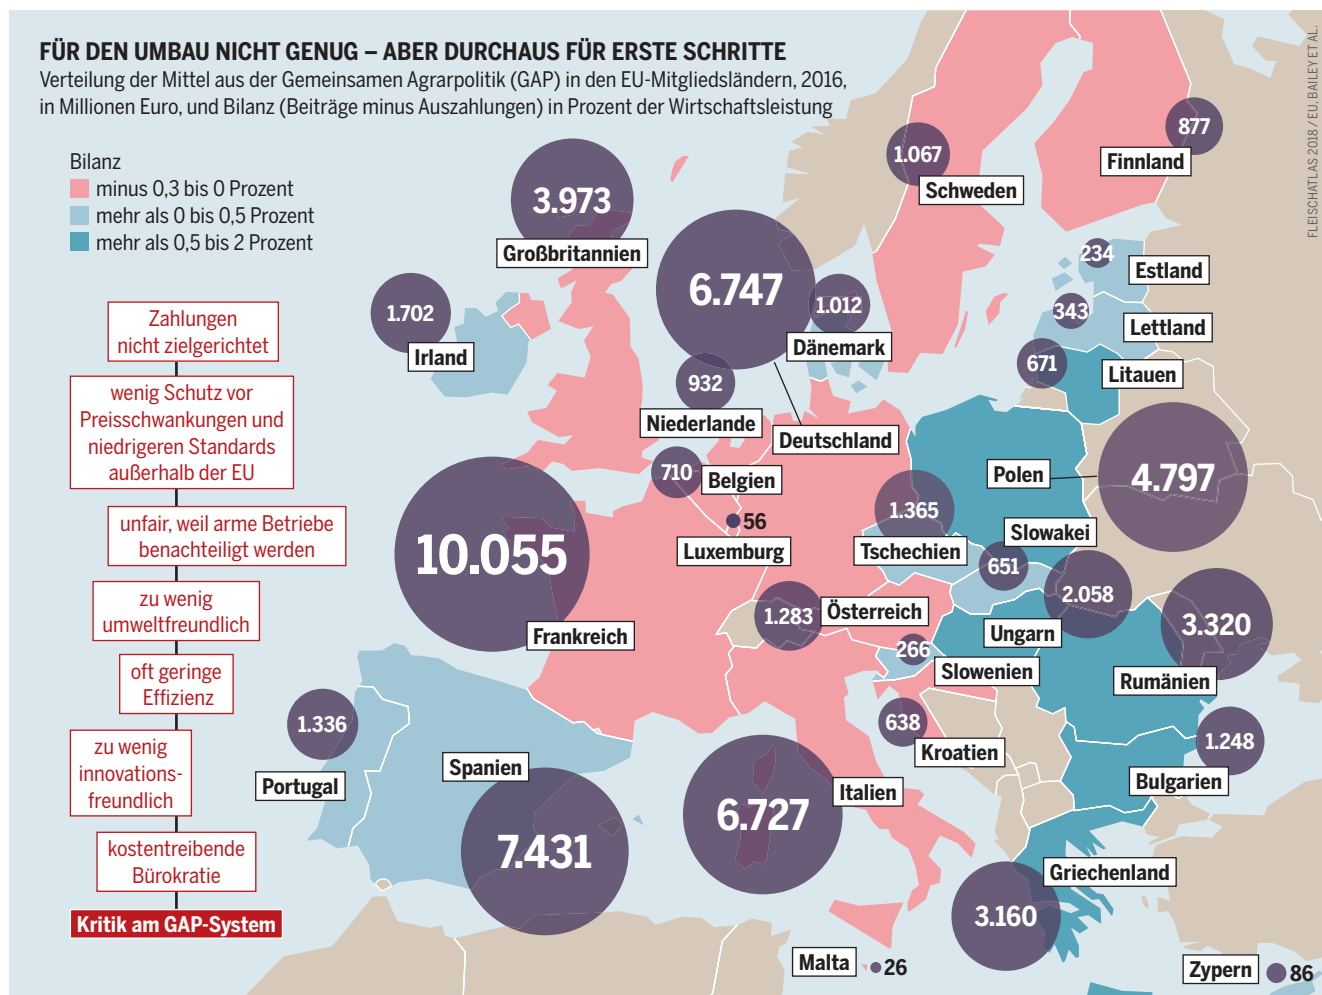 FÜR DEN UMBAU NICHT GENUG – ABER DURCHAUS FÜR ERSTE SCHRITTE
Verteilung der Mittel aus der Gemeinsamen Agrarpolitik (GAP) in den EU-Mitgliedsländern, 2016,
in Millionen Euro, und Bilanz (Beiträge minus Auszahlungen) in Prozent der Wirtschaftsleistung
Bilanz
minus 0,3 bis 0 Prozent
mehr als 0 bis 0,5 Prozent
mehr als 0,5 bis 2 Prozent
FLEISCHATLAS 2018 / EU, BAILEY ET AL.
877
Finnland
1.067
Schweden
3.973
Großbritannien
6.747
Deutschland
1.012
Dänemark
234
Estland
343
Lettland
671
Litauen
1.702
Irland
932
Niederlande
710
Belgien
56
Luxemburg
Polen
4.797
1.365
Tschechien
Slowakei
651
2.058
Ungarn
10.055
Frankreich
1.283
Österreich
266
Slowenien
3.320
Rumänien
638
Kroatien
1.248
Bulgarien
1.336
Portugal
Spanien
7.431
6.727
Italien
Griechenland
3.160
Malta
26
Zypern
86
Zahlungen
nicht zielgerichtet
wenig Schutz vor
Preisschwankungen und
niedrigeren Standards
außerhalb der EU
unfair, weil arme Betriebe
benachteiligt werden
zu wenig
umweltfreundlich
oft geringe
Effizienz
zu wenig
innovations-
freundlich
kostentreibende
Bürokratie
Kritik am GAP-System